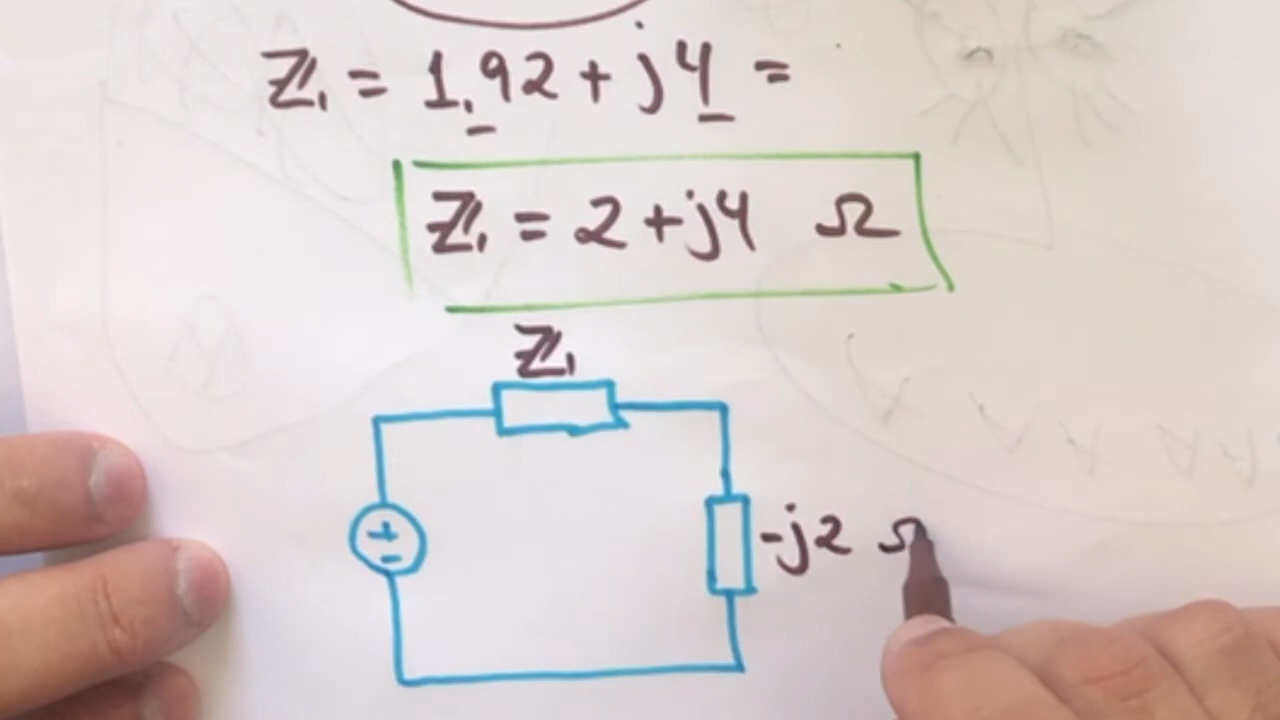 Z₁ = 1.92 + j4 =
Z₁ = 2 + j4 Ω
Z₁
+
-
-j2 Ω